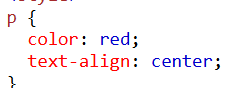 p {
color: red;
text-align: center;
}